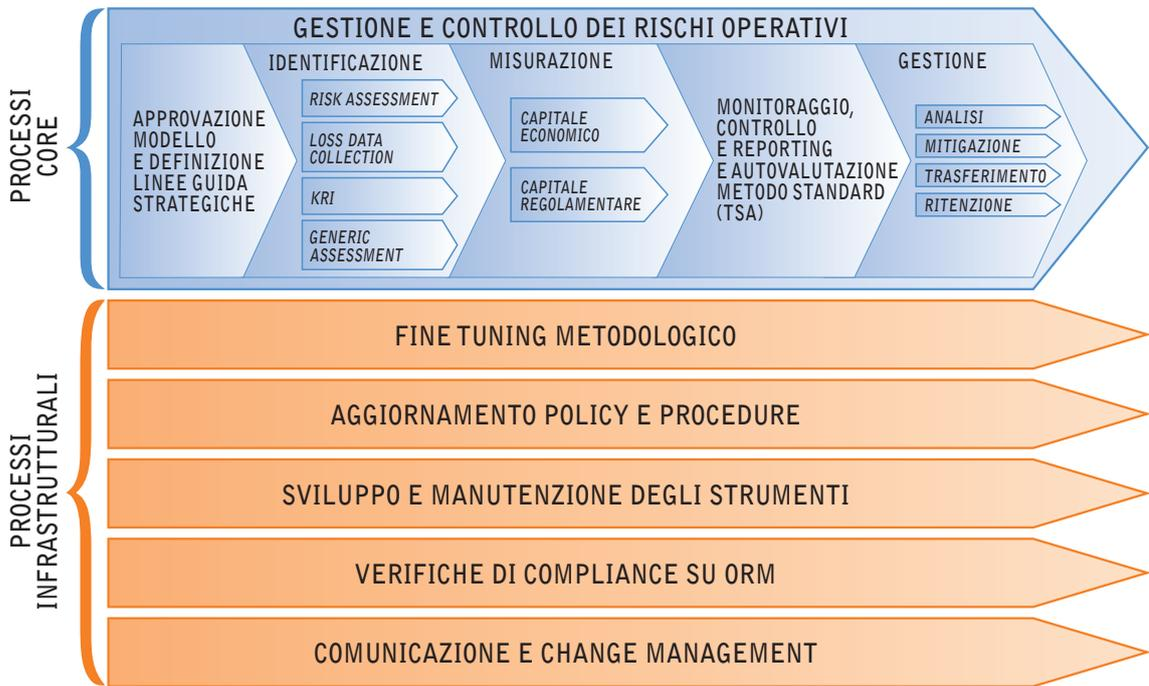 PROCESSI
CORE
GESTIONE E CONTROLLO DEI RISCHI OPERATIVI
APPROVAZIONE
MODELLO
E DEFINIZIONE
LINEE GUIDA
STRATEGICHE
IDENTIFICAZIONE
RISK ASSESSMENT
LOSS DATA
COLLECTION
KRI
GENERIC
ASSESSMENT
MISURAZIONE
CAPITALE
ECONOMICO
CAPITALE
REGOLAMENTARE
MONITORAGGIO,
CONTROLLO
E REPORTING
E AUTOVALUTAZIONE
METODO STANDARD
(TSA)
GESTIONE
ANALISI
MITIGAZIONE
TRASFERIMENTO
RITENZIONE
PROCESSI
INFRASTRUTTURALI
FINE TUNING METODOLOGICO
AGGIORNAMENTO POLICY E PROCEDURE
SVILUPPO E MANUTENZIONE DEGLI STRUMENTI
VERIFICHE DI COMPLIANCE SU ORM
COMUNICAZIONE E CHANGE MANAGEMENT